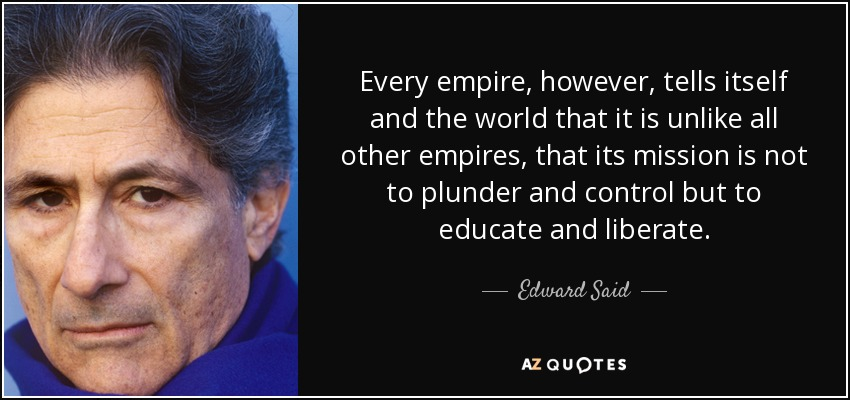 Every empire, however, tells itself
and the world that it is unlike all
other empires, that its mission is not
to plunder and control but to
educate and liberate.
Edward Said
AZ QUOTES